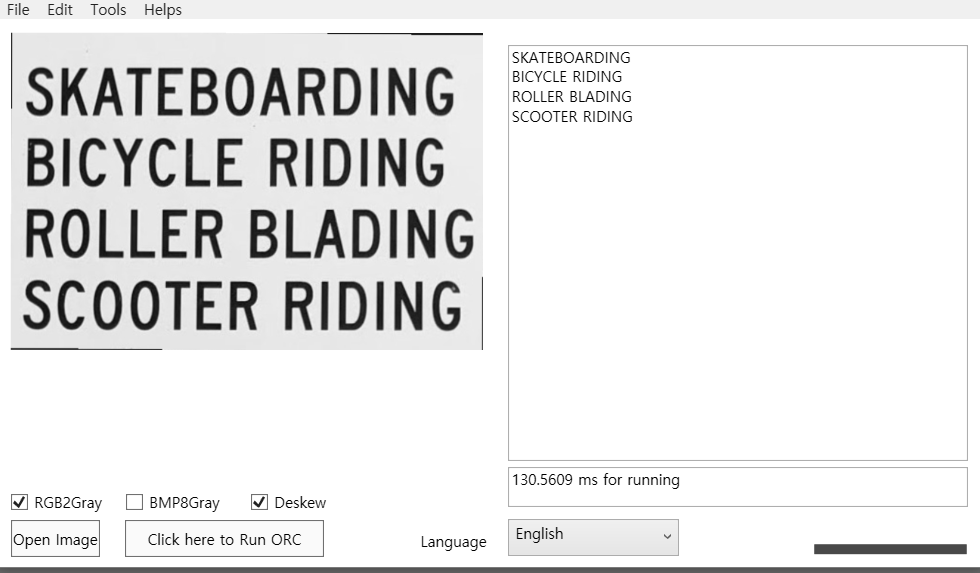 File Edit Tools Helps
SKATEBOARDING
BICYCLE RIDING
ROLLER BLADING
SCOOTER RIDING
SKATEBOARDING
BICYCLE RIDING
ROLLER BLADING
SCOOTER RIDING
130.5609 ms for running
RGB2Gray BMP8Gray Deskew
Open Image Click here to Run ORC Language English